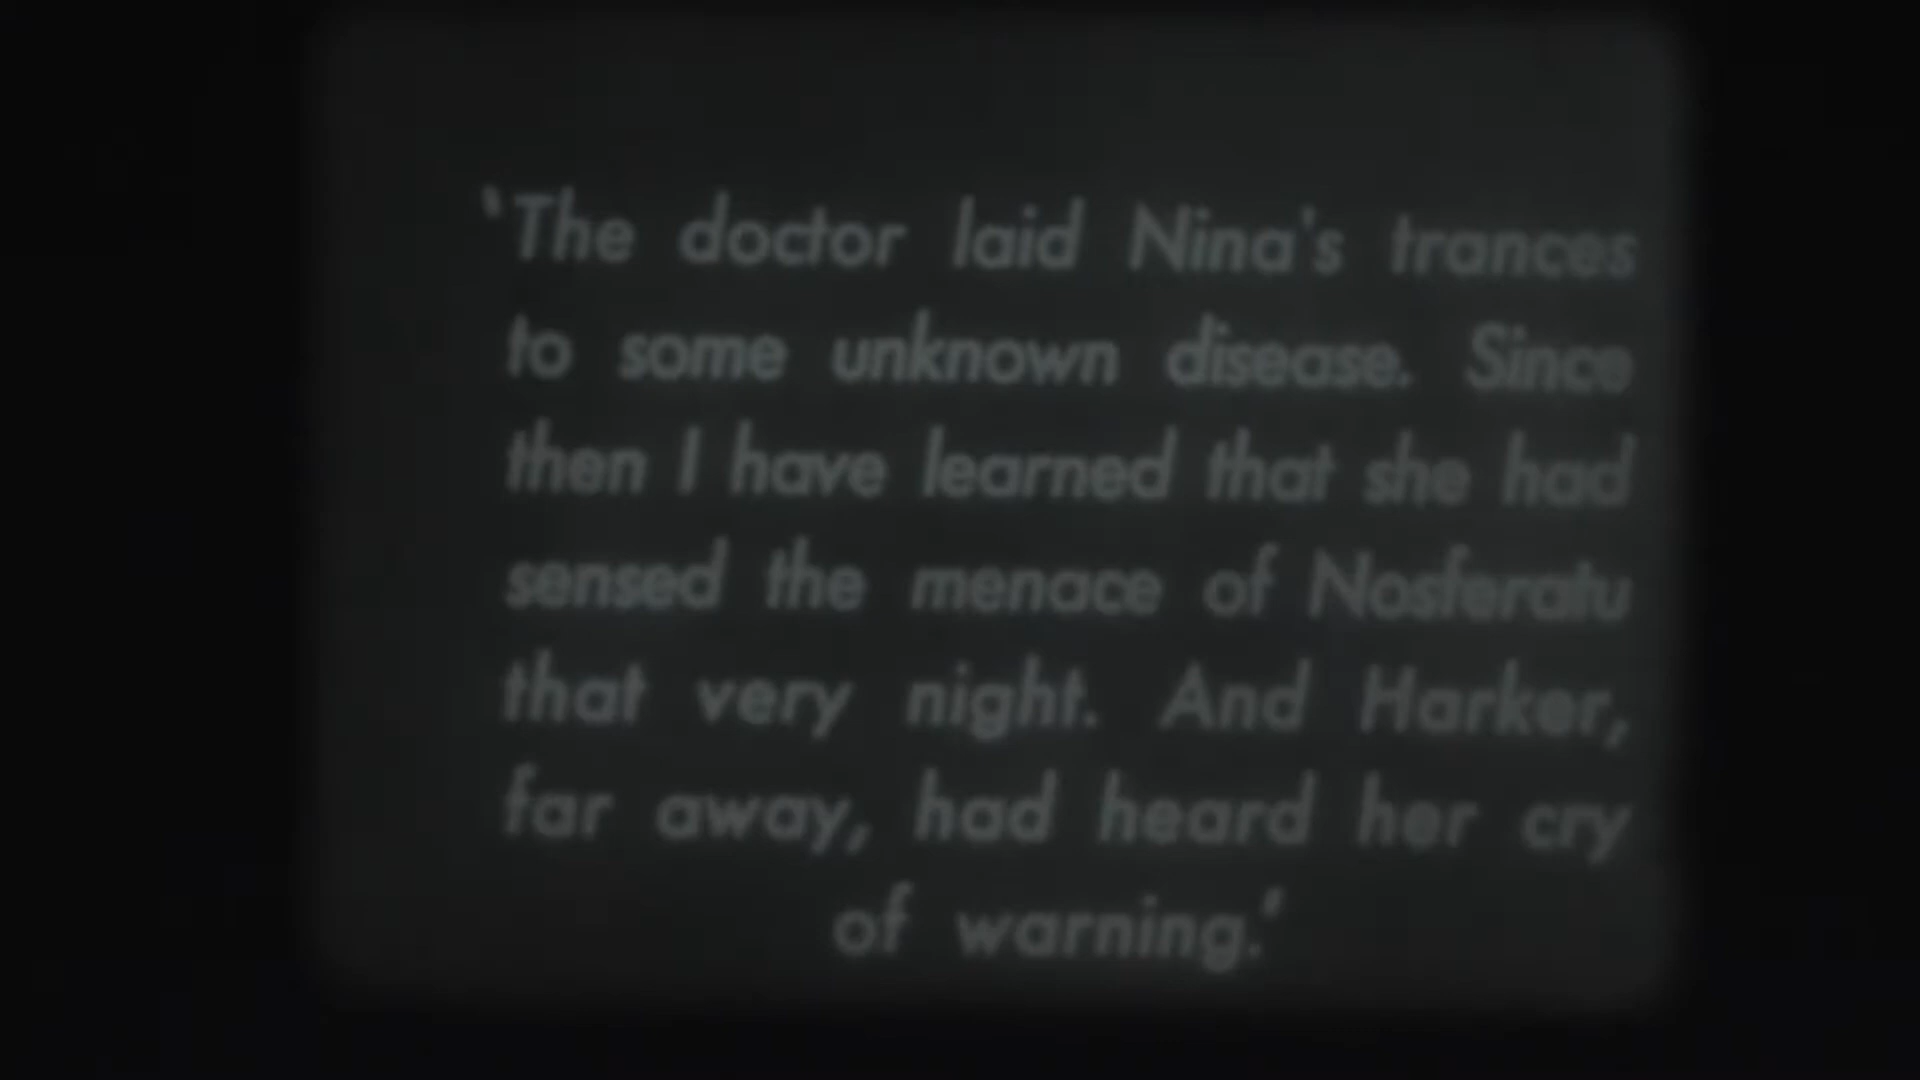 ‘The doctor laid Nina's trances
to some unknown disease. Since
then I have learned that she had
sensed the menace of Nosferatu
that very night. And Harker,
far away, had heard her cry
of warning.’